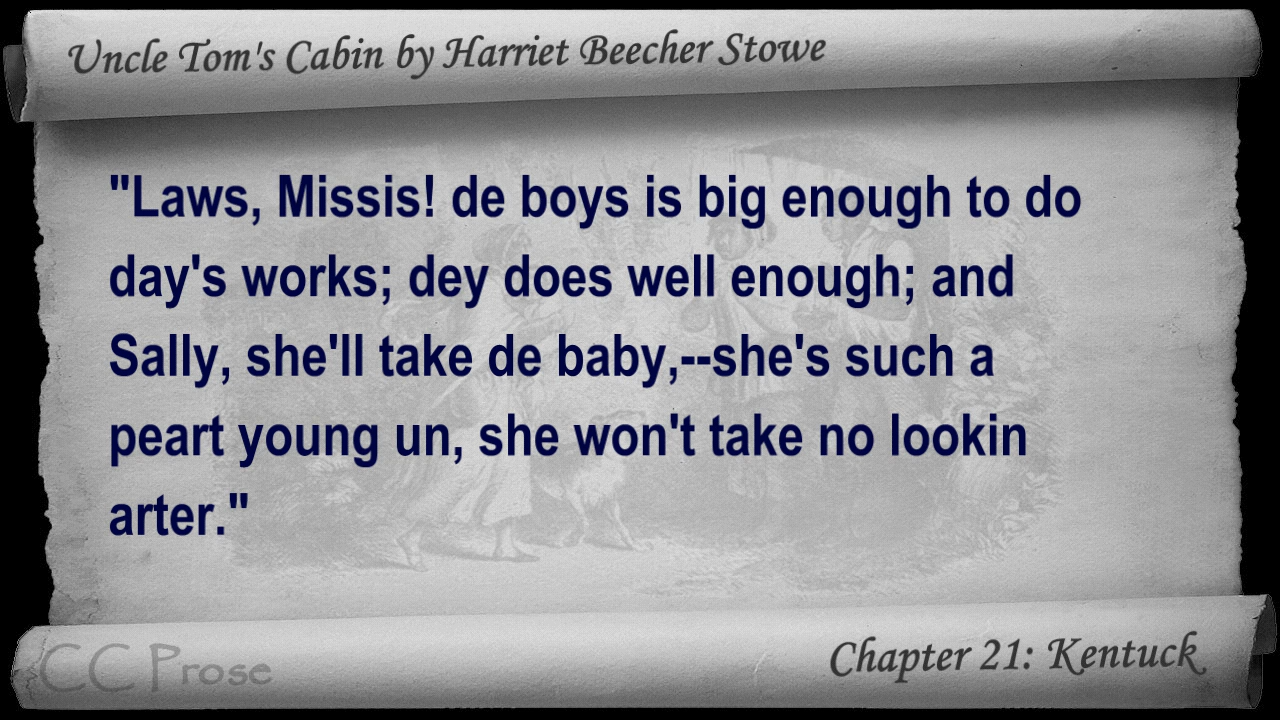 Uncle Tom's Cabin by Harriet Beecher Stowe
"Laws, Missis! de boys is big enough to do
day's works; dey does well enough; and
Sally, she'll take de baby,--she's such a
peart young un, she won't take no lookin
arter."
CC Prose
Chapter 21: Kentuck